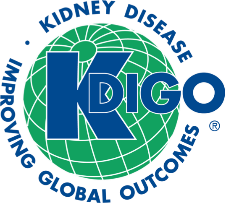 · KIDNEY DISEASE
IMPROVING GLOBAL OUTCOMES
KDIGO
®